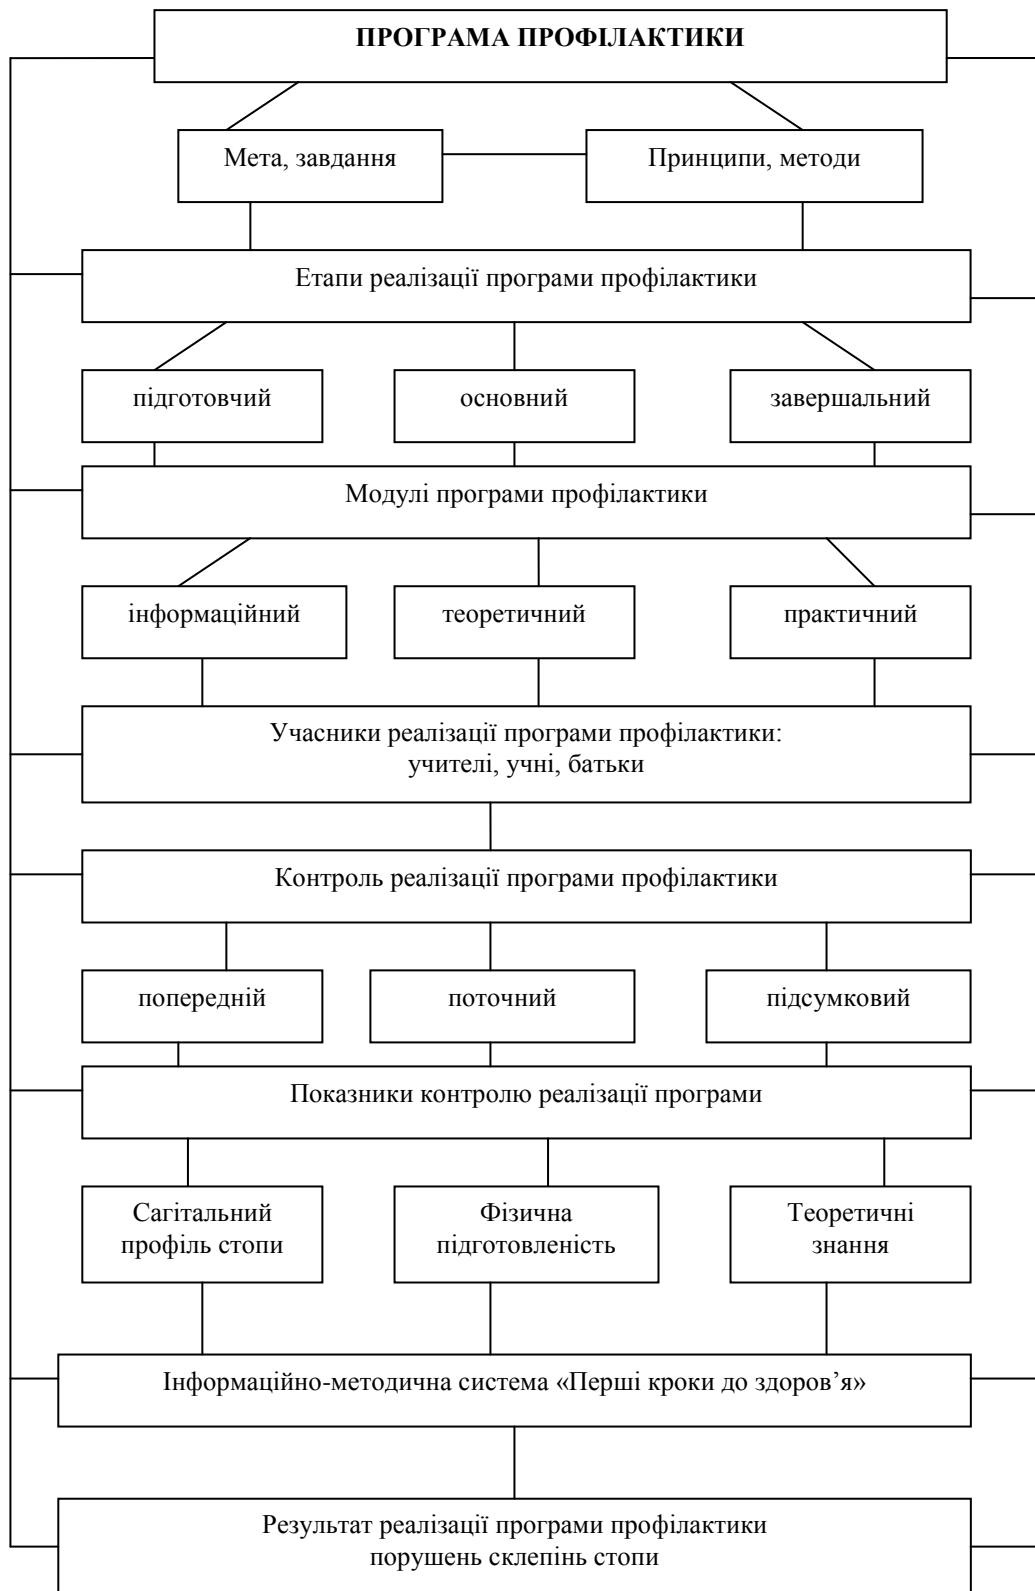 ПРОГРАМА ПРОФІЛАКТИКИ
Мета, завдання
Принципи, методи
Етапи реалізації програми профілактики
підготовчий
основний
завершальний
Модулі програми профілактики
інформаційний
теоретичний
практичний
Учасники реалізації програми профілактики:
учителі, учні, батьки
Контроль реалізації програми профілактики
попередній
поточний
підсумковий
Показники контролю реалізації програми
Сагітальний
профіль стопи
Фізична
підготовленість
Теоретичні
знання
Інформаційно-методична система «Перші кроки до здоров’я»
Результат реалізації програми профілактики
порушень склепінь стопи